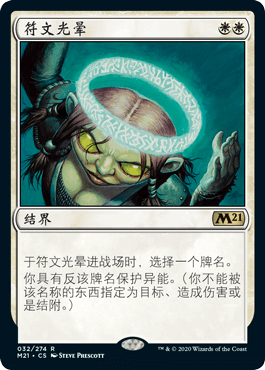 符文光晕
结界
M21
于符文光晕进战场时，选择一个牌名。
你具有反该牌名保护异能。（你不能被
该名称的东西指定为目标、造成伤害或
是结附。）
032/274 R
M21 • CS STEVE PRESCOTT
™ & © 2020 Wizards of the Coast